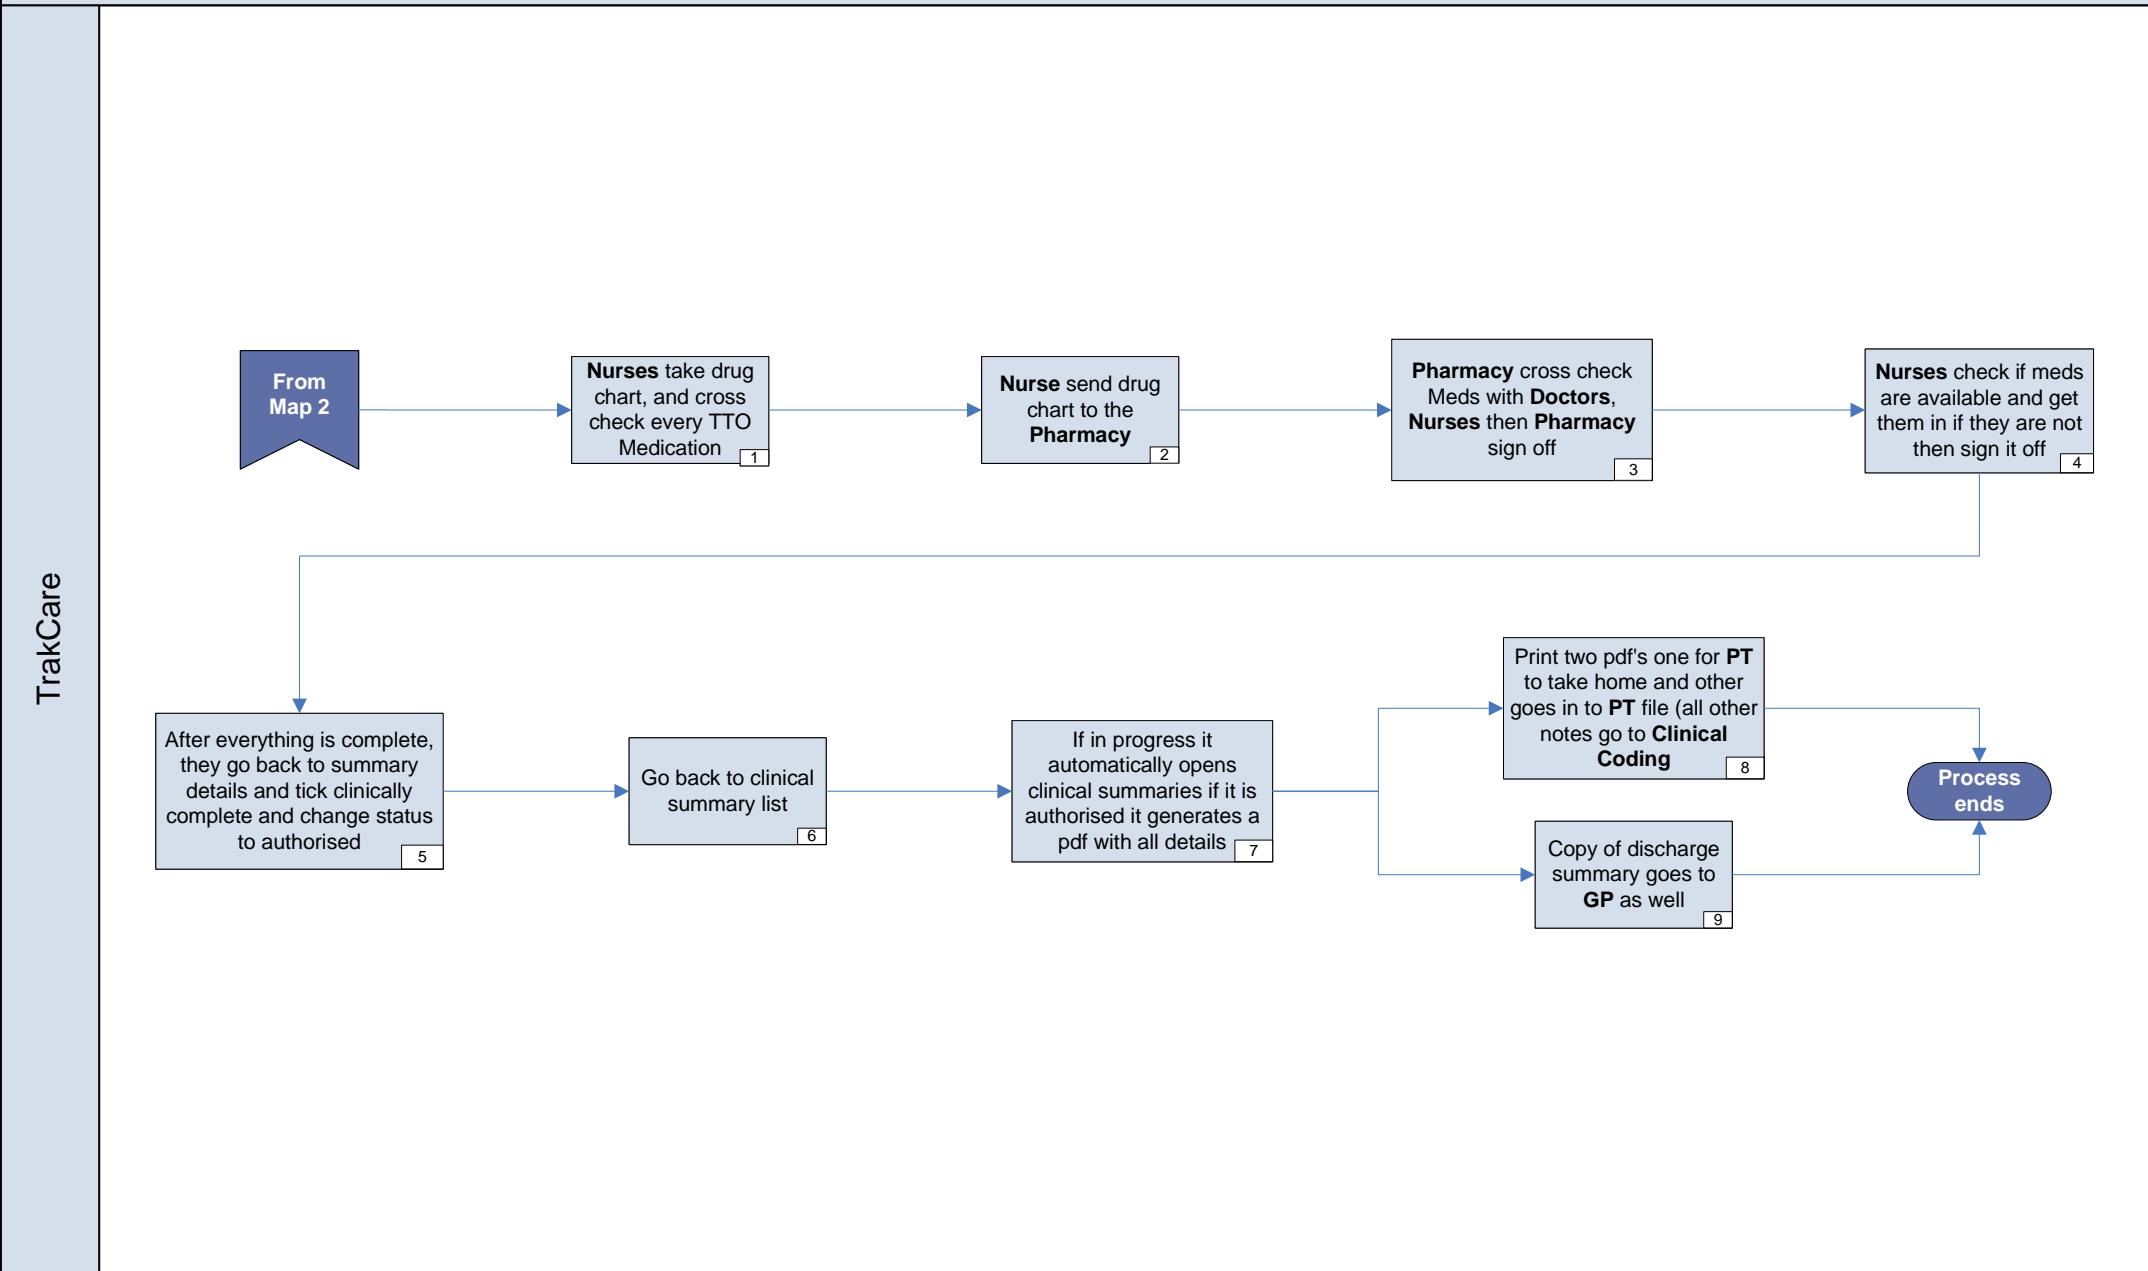 TrakCare
From
Map 2
Nurses take drug
chart, and cross
check every TTO
Medication
1
Nurse send drug
chart to the
Pharmacy
2
Pharmacy cross check
Meds with Doctors,
Nurses then Pharmacy
sign off
3
Nurses check if meds
are available and get
them in if they are not
then sign it off
4
After everything is complete,
they go back to summary
details and tick clinically
complete and change status
to authorised
5
Go back to clinical
summary list
6
If in progress it
automatically opens
clinical summaries if it is
authorised it generates a
pdf with all details
7
Print two pdf's one for PT
to take home and other
goes in to PT file (all other
notes go to Clinical
Coding
8
Copy of discharge
summary goes to
GP as well
9
Process
ends